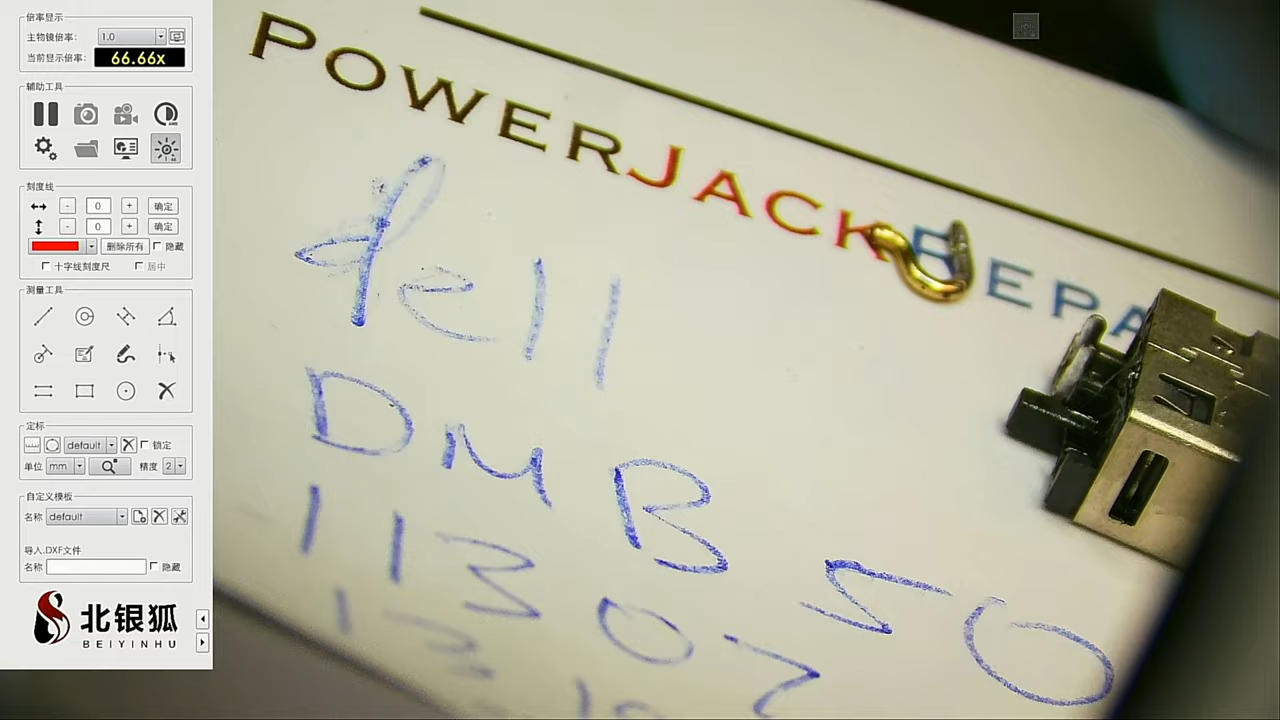 倍率显示
主物镜倍率: 1.0
当前显示倍率: 66.66x
辅助工具
刻度线
- 0 + 确定
- 0 + 确定
删除所有 隐藏
十字线刻度尺 居中
测量工具
定标
default 锁定
单位 mm 精度 2
自定义模板
名称 default
导入.DXF文件
名称 隐藏
北银狐
BEIYINHU
POWERJACKREPA
dell
DMB 50
1130